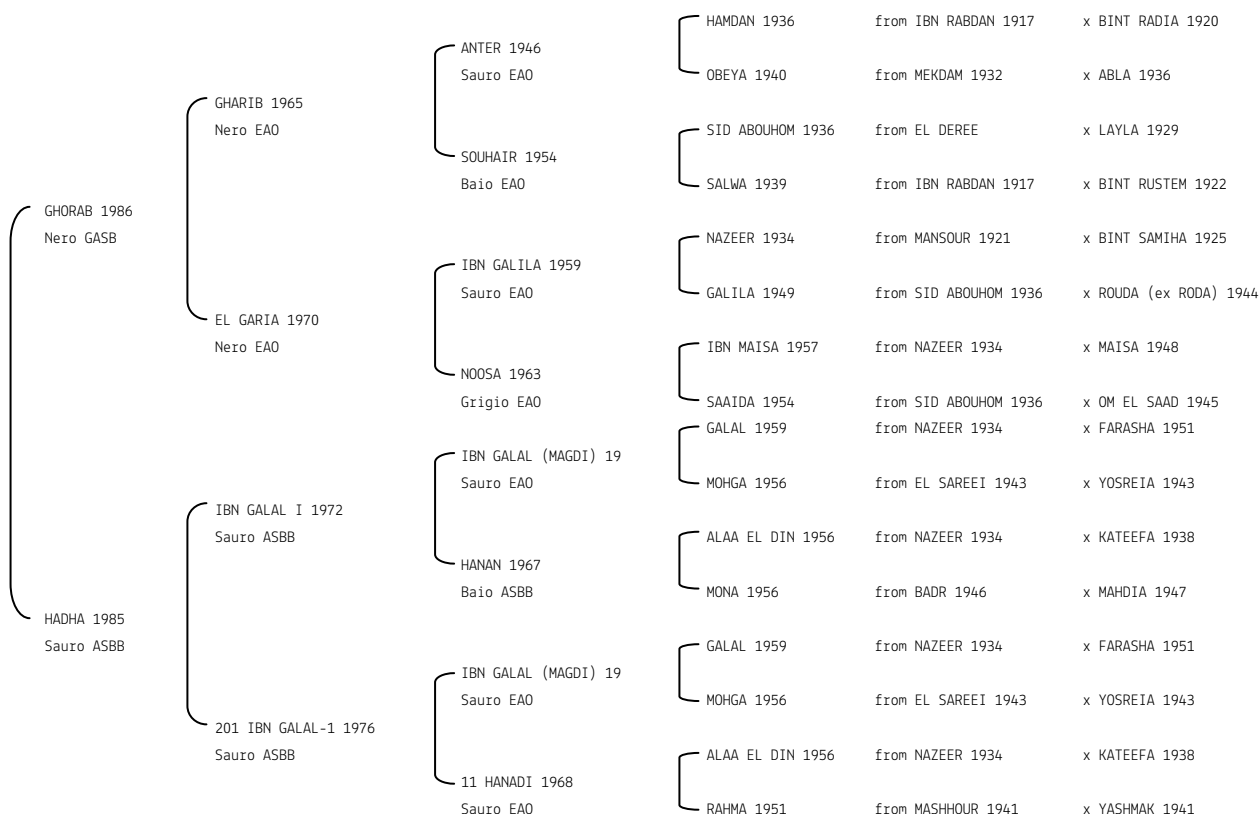 HAMDAN 1936 from IBN RABDAN 1917 x BINT RADIA 1920
ANTER 1946
Sauro EAO
OBEYA 1940 from MEKDAM 1932 x ABLA 1936
GHARIB 1965
Nero EAO
SID ABOUHOM 1936 from EL DEREE x LAYLA 1929
SOUHAIR 1954
Baio EAO
SALWA 1939 from IBN RABDAN 1917 x BINT RUSTEM 1922
GHORAB 1986
Nero GASB
NAZEER 1934 from MANSOUR 1921 x BINT SAMIHA 1925
IBN GALILA 1959
Sauro EAO
GALILA 1949 from SID ABOUHOM 1936 x ROUDA (ex RODA) 1944
EL GARIA 1970
Nero EAO
IBN MAISA 1957 from NAZEER 1934 x MAISA 1948
NOOSA 1963
Grigio EAO
SAAIDA 1954 from SID ABOUHOM 1936 x OM EL SAAD 1945
GALAL 1959 from NAZEER 1934 x FARASHA 1951
IBN GALAL (MAGDI) 19
Sauro EAO
MOHGA 1956 from EL SAREEI 1943 x YOSREIA 1943
IBN GALAL I 1972
Sauro ASBB
ALAA EL DIN 1956 from NAZEER 1934 x KATEEFA 1938
HANAN 1967
Baio ASBB
MONA 1956 from BADR 1946 x MAHDIA 1947
HADHA 1985
Sauro ASBB
GALAL 1959 from NAZEER 1934 x FARASHA 1951
IBN GALAL (MAGDI) 19
Sauro EAO
MOHGA 1956 from EL SAREEI 1943 x YOSREIA 1943
201 IBN GALAL-1 1976
Sauro ASBB
ALAA EL DIN 1956 from NAZEER 1934 x KATEEFA 1938
11 HANADI 1968
Sauro EAO
RAHMA 1951 from MASHHOUR 1941 x YASHMAK 1941